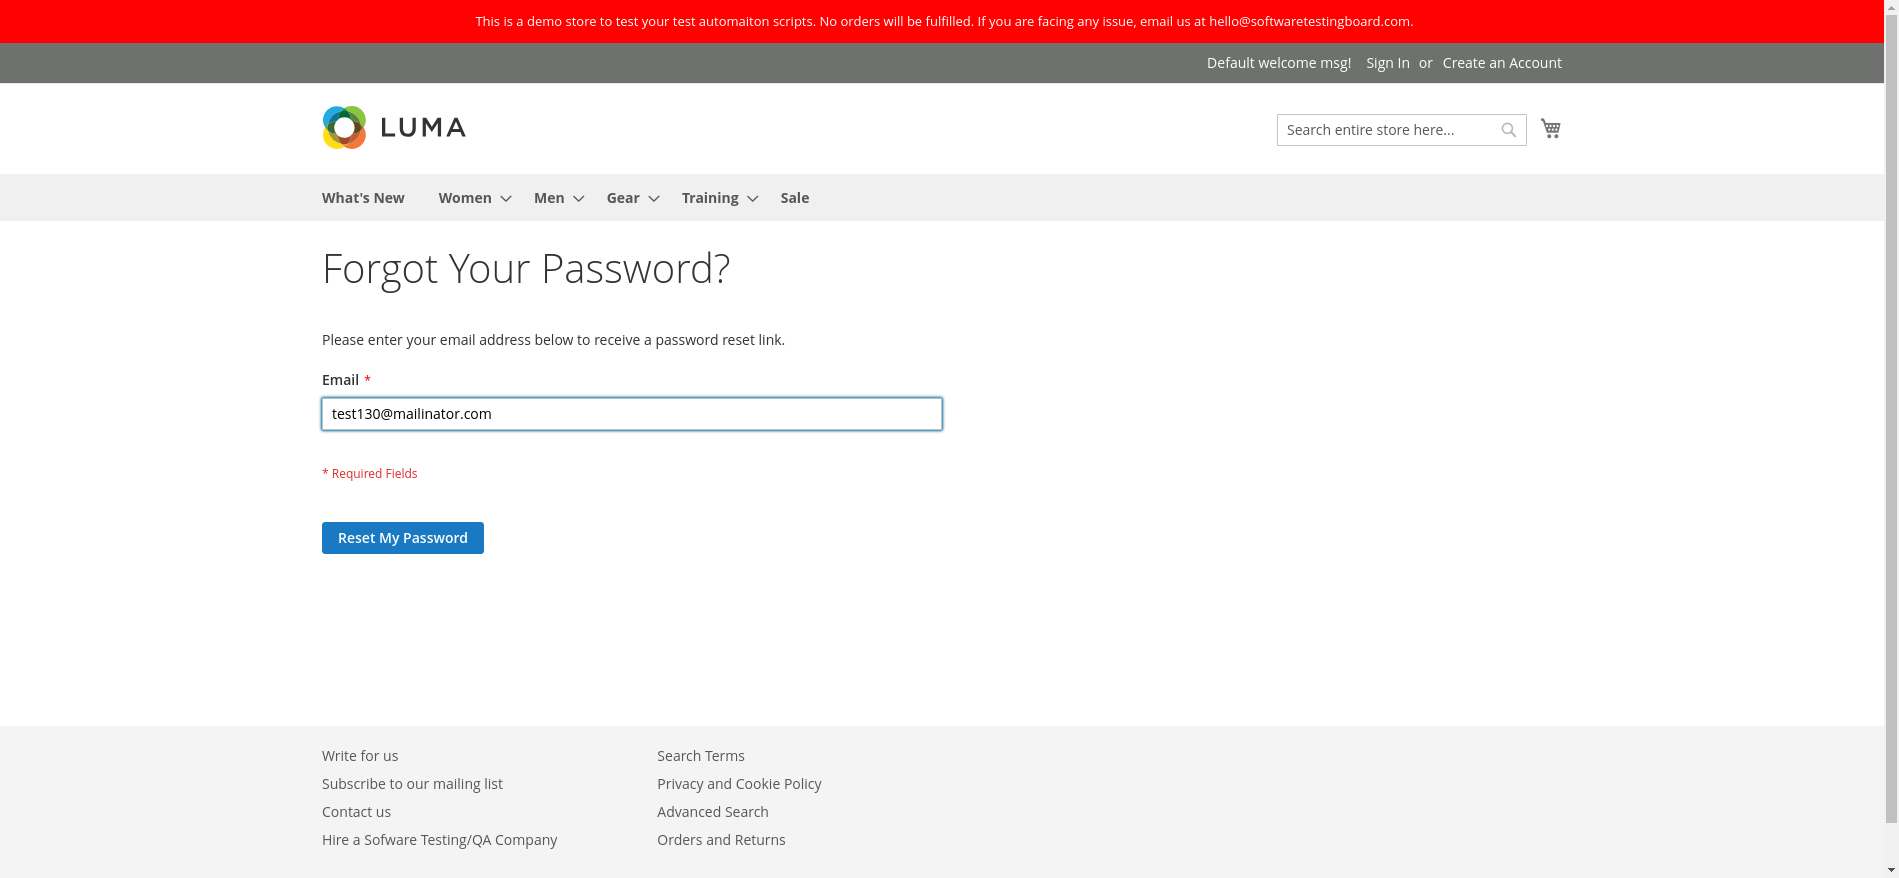 This is a demo store to test your test automaiton scripts. No orders will be fulfilled. If you are facing any issue, email us at hello@softwaretestingboard.com.
Default welcome msg! Sign In or Create an Account
LUMA
Search entire store here...
What's New Women Men Gear Training Sale
Forgot Your Password?
Please enter your email address below to receive a password reset link.
Email *
test130@mailinator.com
* Required Fields
Reset My Password
Write for us
Subscribe to our mailing list
Contact us
Hire a Sofware Testing/QA Company
Search Terms
Privacy and Cookie Policy
Advanced Search
Orders and Returns